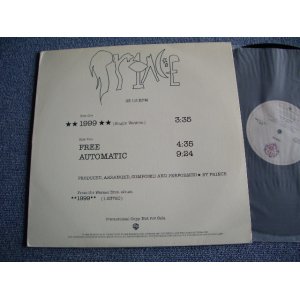 PRINCE
33 1/3 RPM
Side One
★★ 1999 ★★ (Single Version) 3:35
Side Two
FREE 4:35
AUTOMATIC 9:24
PRODUCED, ARRANGED, COMPOSED AND PERFORMED ★ BY PRINCE
From the Warner Bros. album
**1999**
Promotional Copy Not For Sale